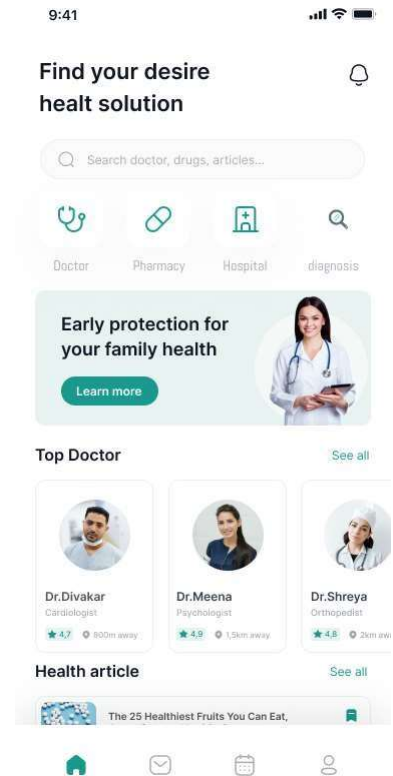 9:41
Find your desire
healt solution
Search doctor, drugs, articles...
Doctor Pharmacy Hospital diagnosis
Early protection for
your family health
Learn more
Top Doctor See all
Dr.Divakar Dr.Meena Dr.Shreya
Cardiologist Psychologist Orthopedist
4,7 900m away 4,9 1,5km away 4,8 2km
Health article See all
The 25 Healthiest Fruits You Can Eat,